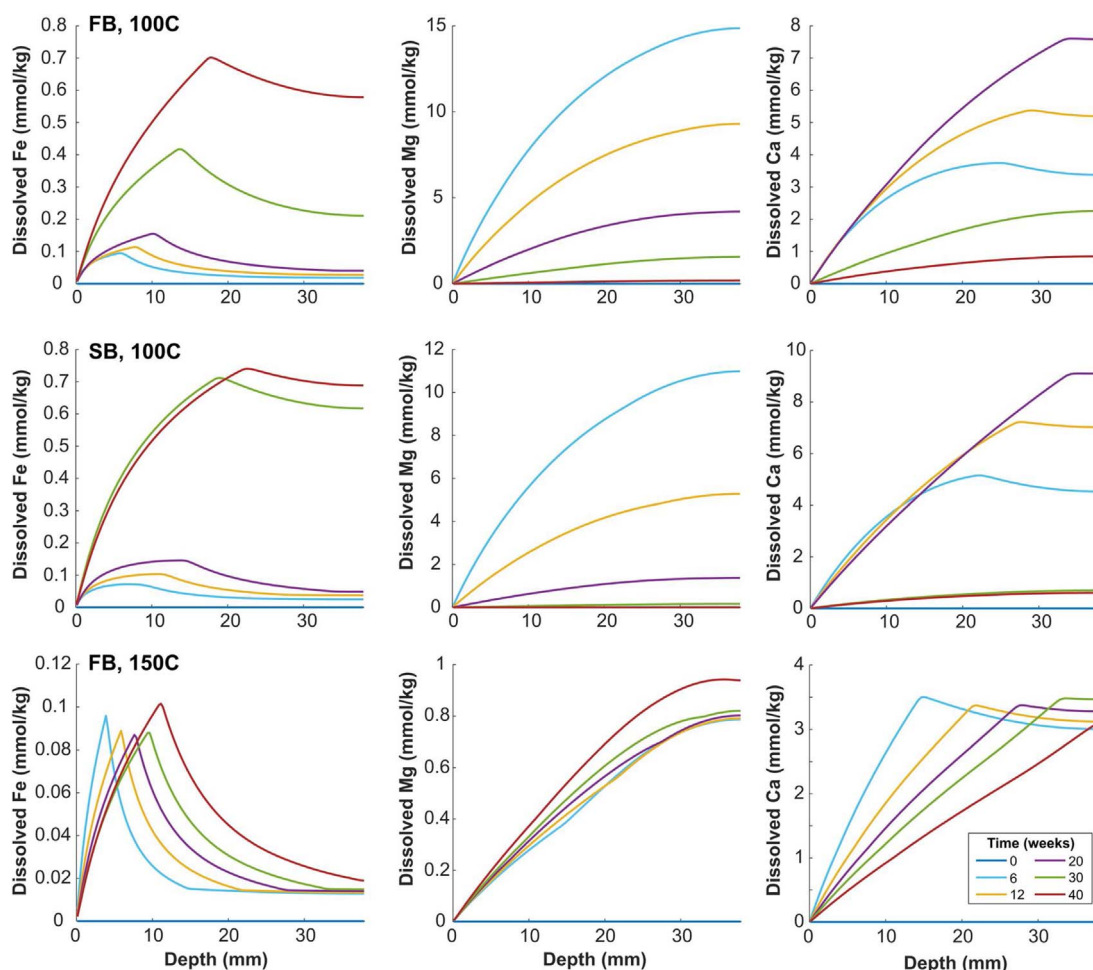 FB, 100C
Dissolved Fe (mmol/kg)
0.8
0.7
0.6
0.5
0.4
0.3
0.2
0.1
0
0 10 20 30
Dissolved Mg (mmol/kg)
15
10
5
0
0 10 20 30
Dissolved Ca (mmol/kg)
8
7
6
5
4
3
2
1
0
0 10 20 30
SB, 100C
Dissolved Fe (mmol/kg)
0.8
0.7
0.6
0.5
0.4
0.3
0.2
0.1
0
0 10 20 30
Dissolved Mg (mmol/kg)
12
10
8
6
4
2
0
0 10 20 30
Dissolved Ca (mmol/kg)
10
8
6
4
2
0
0 10 20 30
FB, 150C
Dissolved Fe (mmol/kg)
0.12
0.1
0.08
0.06
0.04
0.02
0
0 10 20 30
Depth (mm)
Dissolved Mg (mmol/kg)
1
0.8
0.6
0.4
0.2
0
0 10 20 30
Depth (mm)
Dissolved Ca (mmol/kg)
4
3
2
1
0
0 10 20 30
Depth (mm)
Time (weeks)
0 20
6 30
12 40